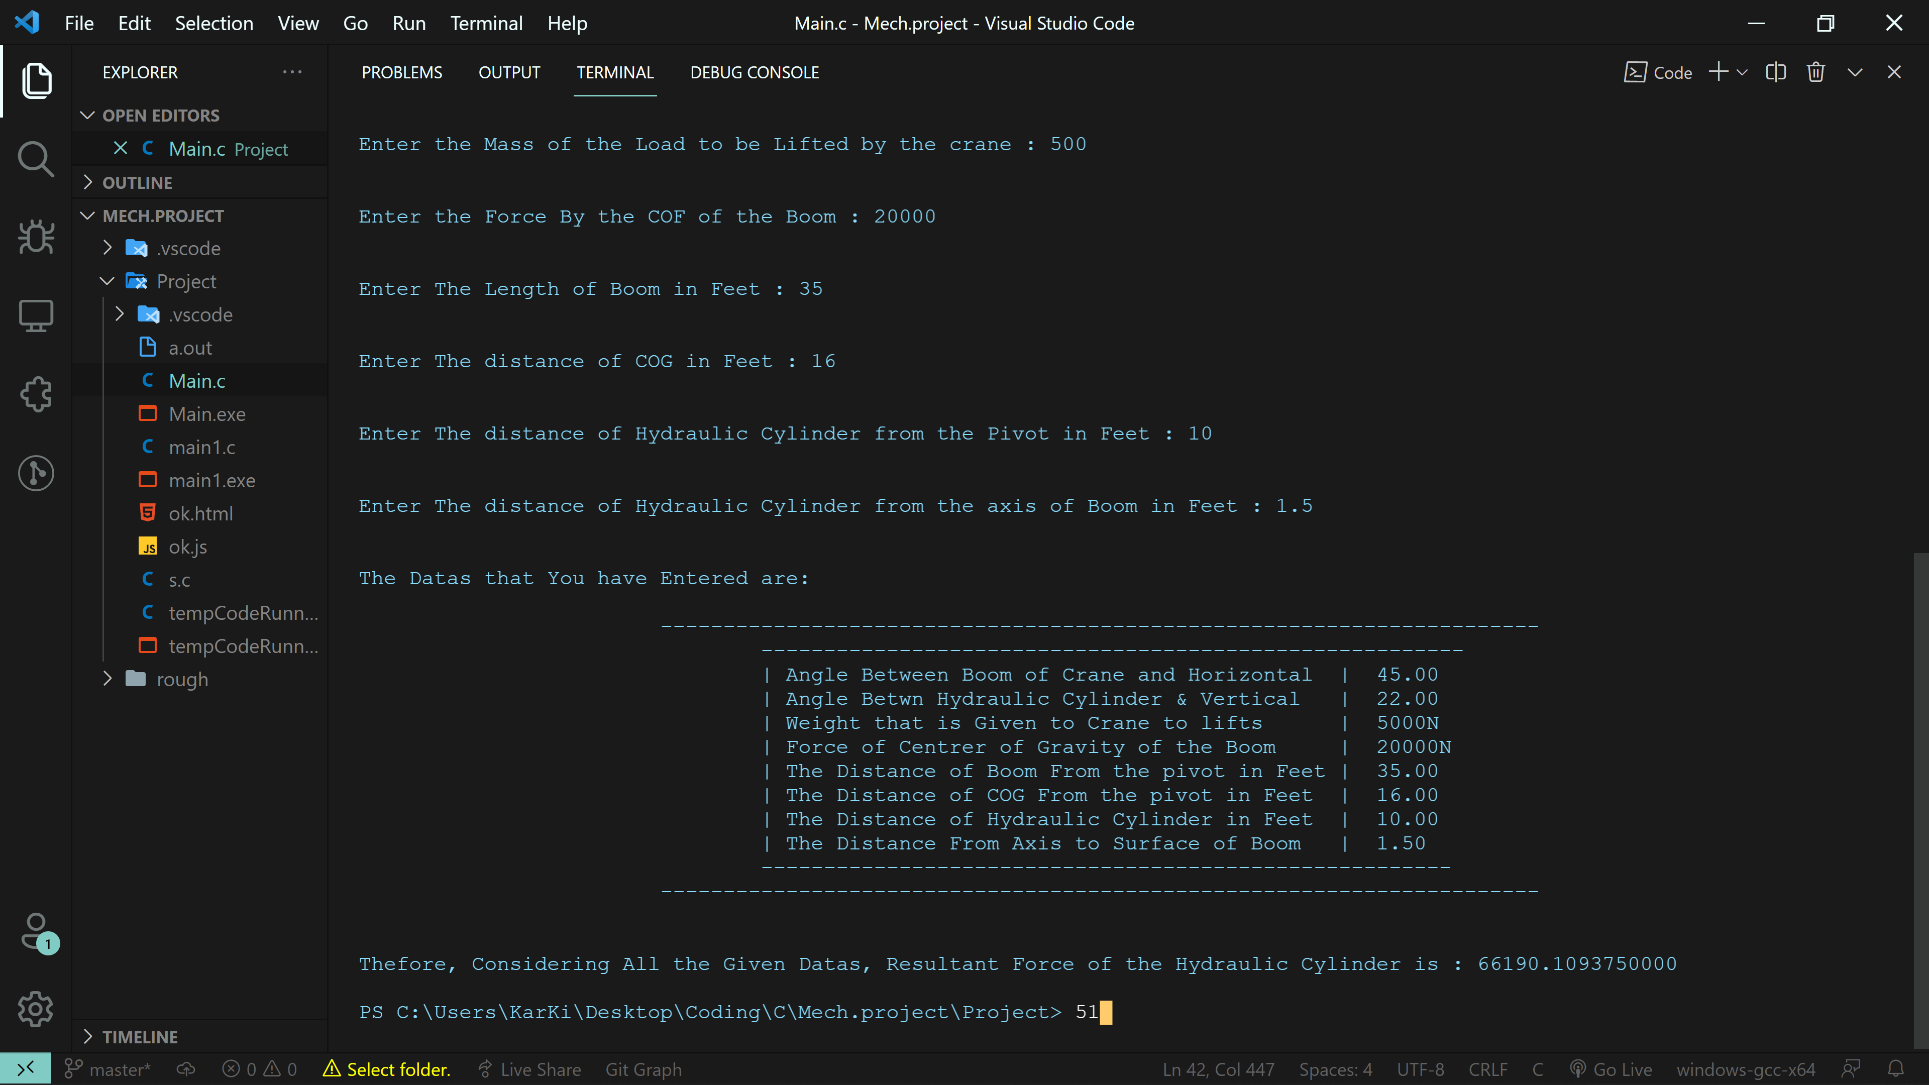 File Edit Selection View Go Run Terminal Help
Main.c - Mech.project - Visual Studio Code
EXPLORER
OPEN EDITORS
Main.c Project
OUTLINE
MECH.PROJECT
.vscode
Project
.vscode
a.out
Main.c
Main.exe
main1.c
main1.exe
ok.html
ok.js
s.c
tempCodeRunn...
tempCodeRunn...
rough
TIMELINE
PROBLEMS OUTPUT TERMINAL DEBUG CONSOLE
Code
Enter the Mass of the Load to be Lifted by the crane : 500
Enter the Force By the COF of the Boom : 20000
Enter The Length of Boom in Feet : 35
Enter The distance of COG in Feet : 16
Enter The distance of Hydraulic Cylinder from the Pivot in Feet : 10
Enter The distance of Hydraulic Cylinder from the axis of Boom in Feet : 1.5
The Datas that You have Entered are:
----------------------------------------------------------------------
--------------------------------------------------------
| Angle Between Boom of Crane and Horizontal | 45.00
| Angle Betwn Hydraulic Cylinder & Vertical | 22.00
| Weight that is Given to Crane to lifts | 5000N
| Force of Centrer of Gravity of the Boom | 20000N
| The Distance of Boom From the pivot in Feet | 35.00
| The Distance of COG From the pivot in Feet | 16.00
| The Distance of Hydraulic Cylinder in Feet | 10.00
| The Distance From Axis to Surface of Boom | 1.50
-------------------------------------------------------
----------------------------------------------------------------------
Thefore, Considering All the Given Datas, Resultant Force of the Hydraulic Cylinder is : 66190.1093750000
PS C:\Users\KarKi\Desktop\Coding\C\Mech.project\Project> 51
1
master* 0 0 Select folder. Live Share Git Graph
Ln 42, Col 447 Spaces: 4 UTF-8 CRLF C Go Live windows-gcc-x64